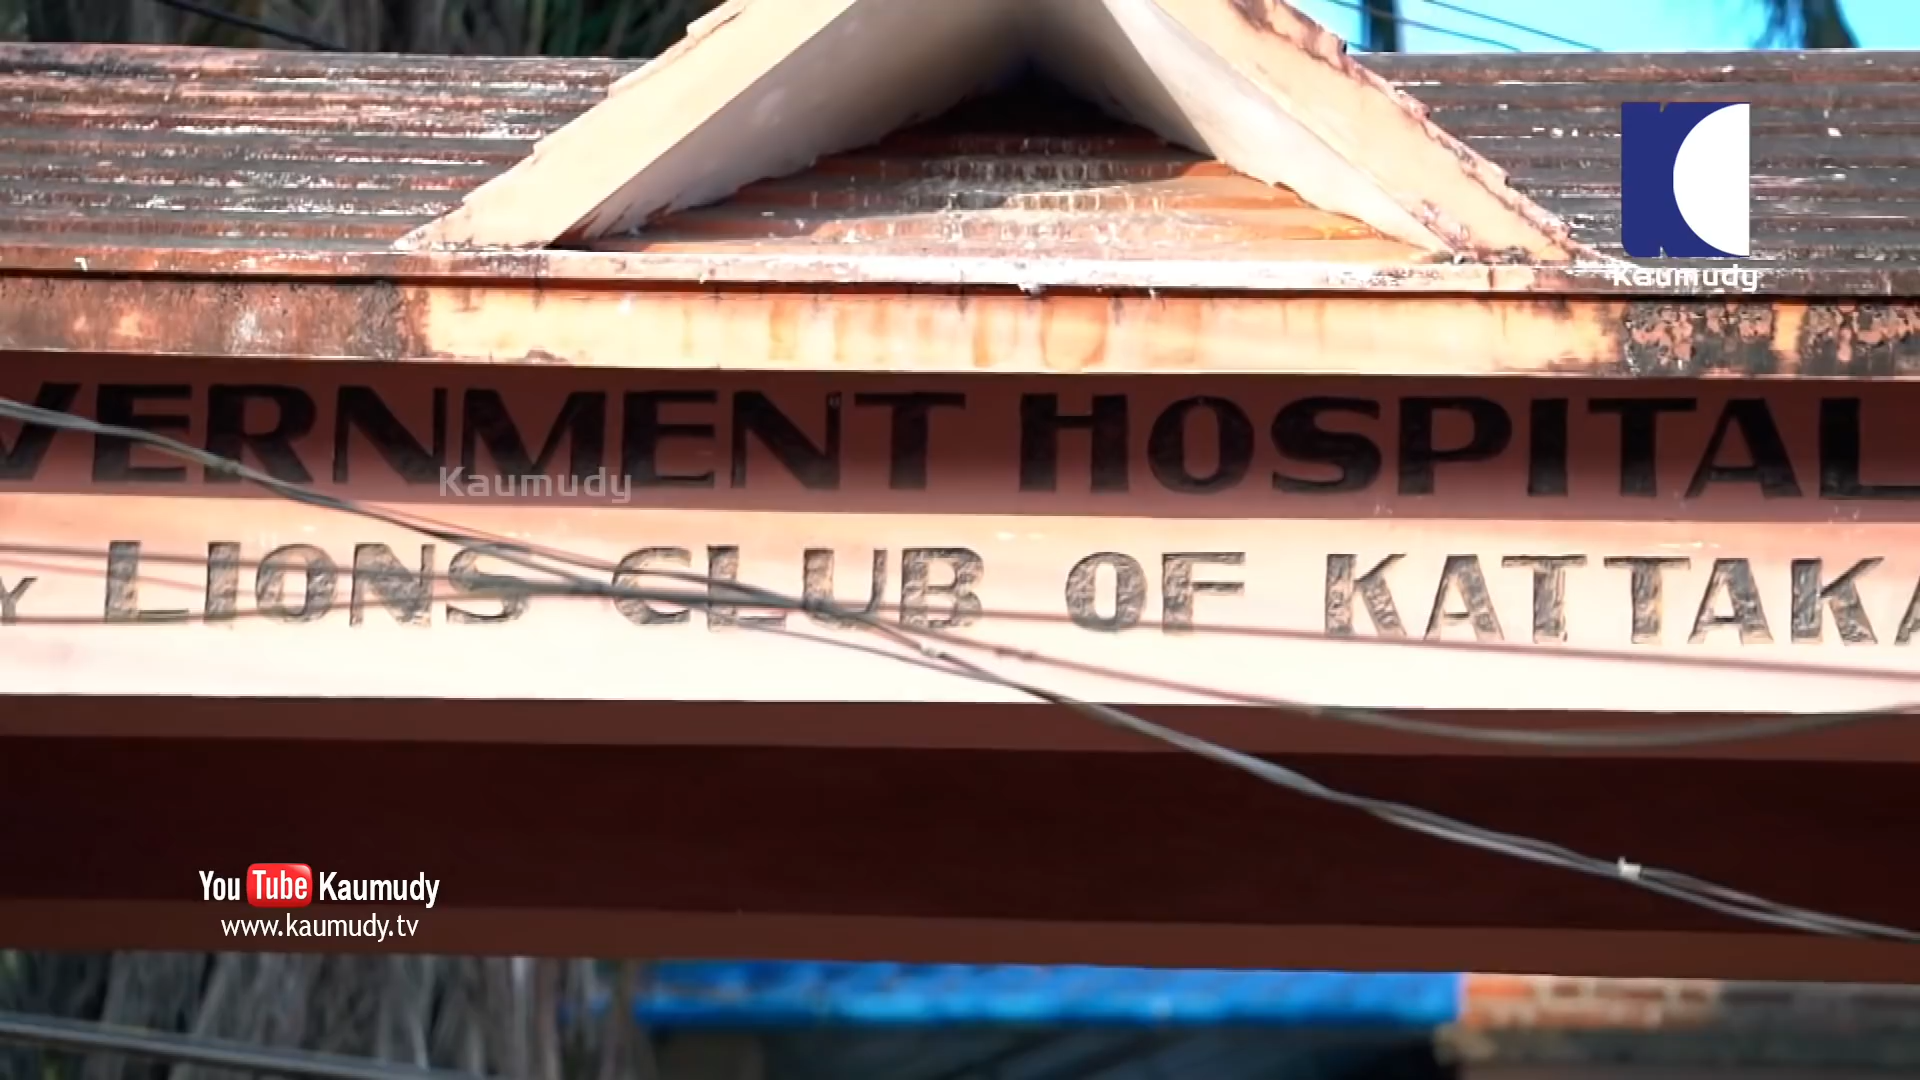 Kaumudy
VERNMENT HOSPITAL
Kaumudy
Y LIONS CLUB OF KATTAKA
You Tube Kaumudy
www.kaumudy.tv